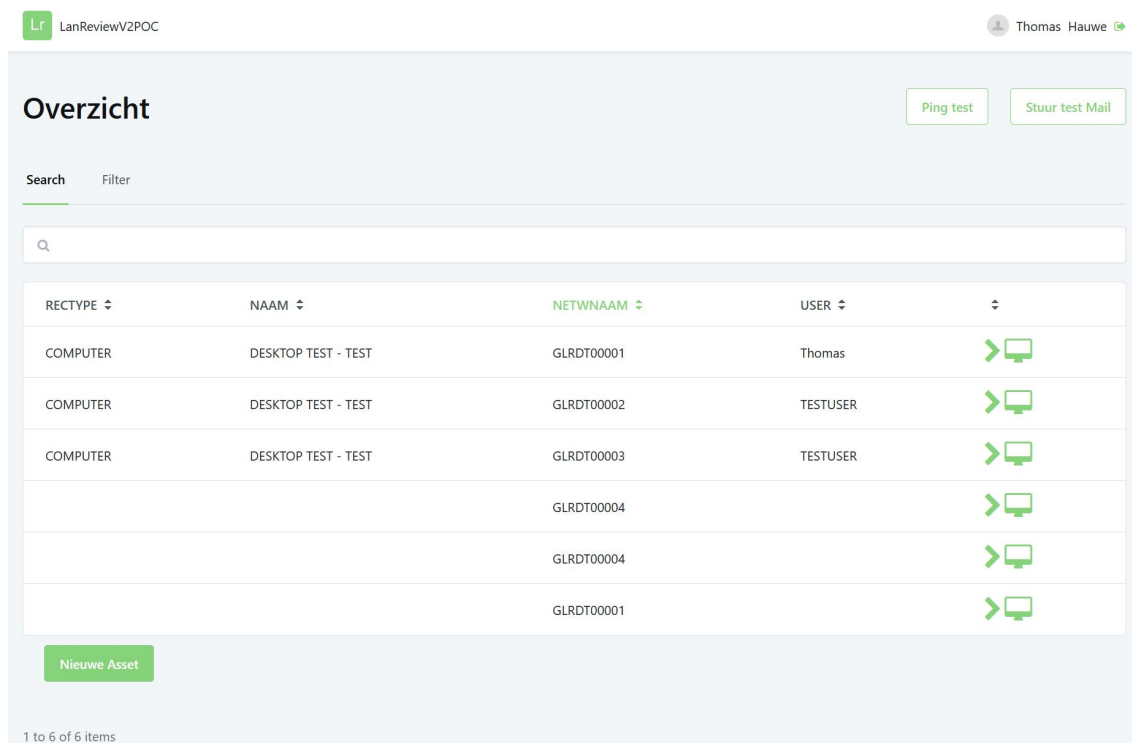 Lr LanReviewV2POC Thomas Hauwe
Overzicht Ping test Stuur test Mail
Search Filter
RECTYPE NAAM NETWNAAM USER
COMPUTER DESKTOP TEST - TEST GLRDT00001 Thomas
COMPUTER DESKTOP TEST - TEST GLRDT00002 TESTUSER
COMPUTER DESKTOP TEST - TEST GLRDT00003 TESTUSER
GLRDT00004
GLRDT00004
GLRDT00001
Nieuwe Asset
1 to 6 of 6 items